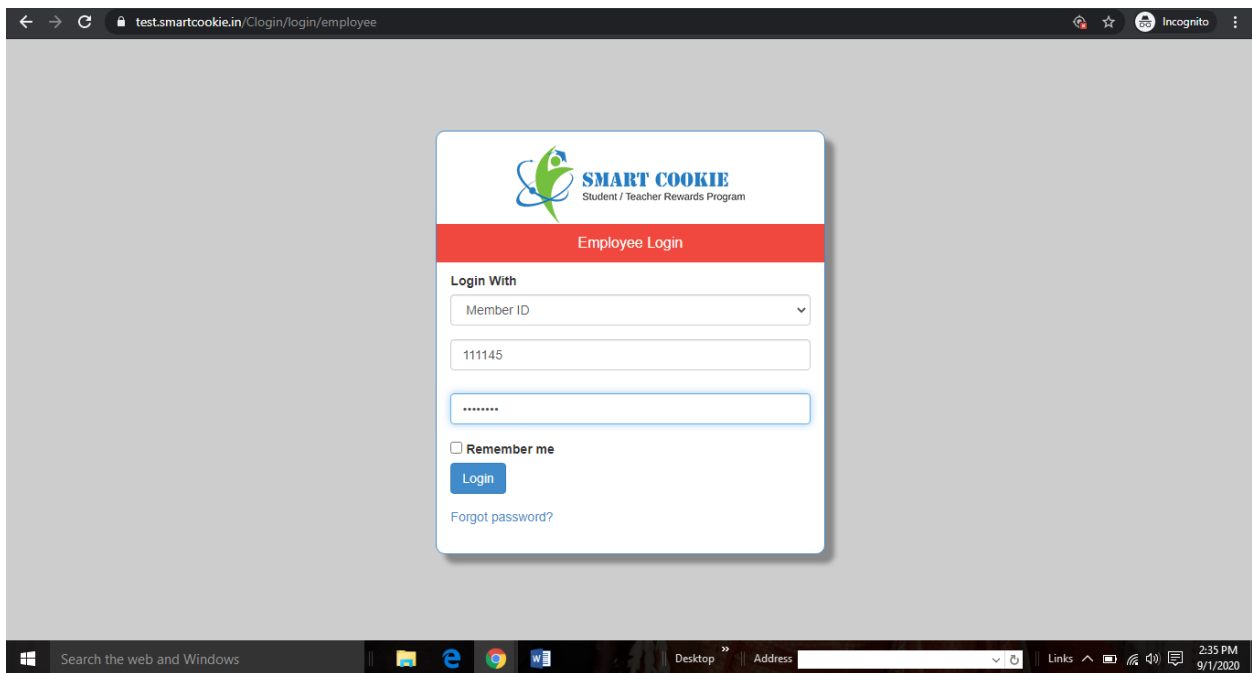 test.smartcookie.in/Clogin/login/employee
Incognito
SMART COOKIE
Student / Teacher Rewards Program
Employee Login
Login With
Member ID
111145
••••••••
Remember me
Login
Forgot password?
Search the web and Windows
Desktop
Address
Links
2:35 PM
9/1/2020